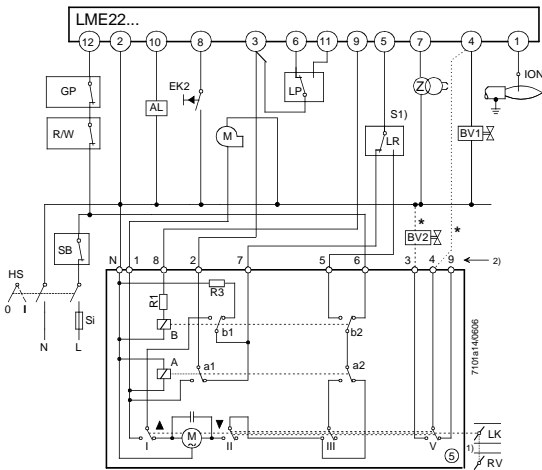 LME22...
12 2 10 8 3 6 11 9 5 7 4 1
ION
GP
EK2
LP
Z
AL
S1)
R/W
M
LR
BV1
*
*
SB
BV2
HS
N 1 8 2 7 5 6 3 4 9 2)
0 I
Si
R1
R3
N L
B b1 b2
A a1 a2
7101a14/0606
I M II III V
LK
1)
5
RV